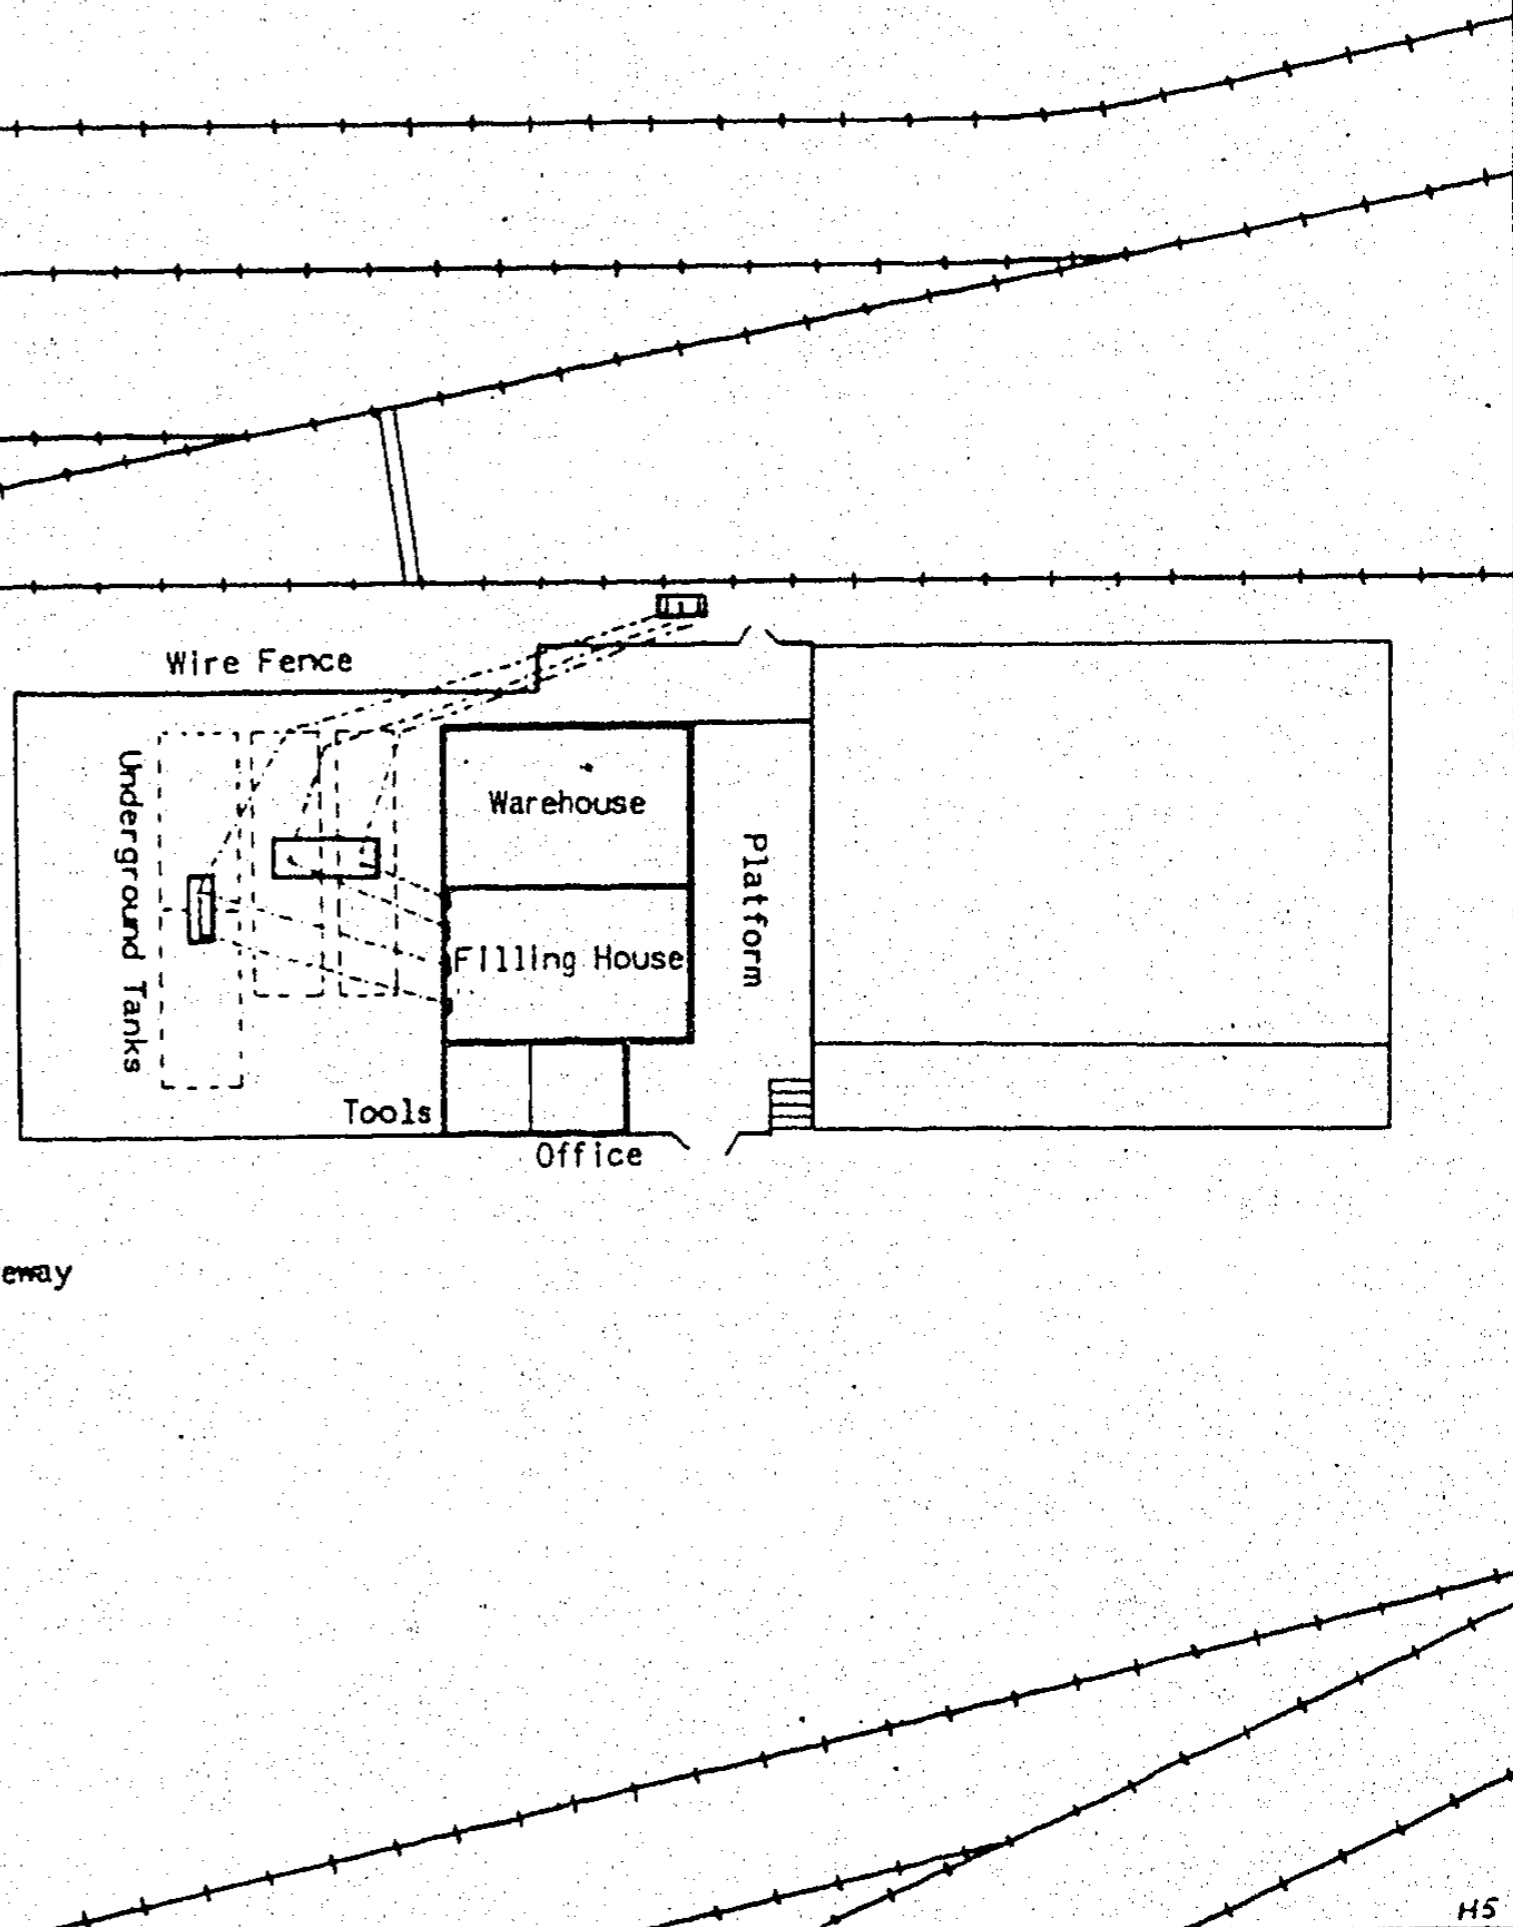 Wire Fence
Underground Tanks
Warehouse
Platform
Filling House
Tools
Office
eway
H5